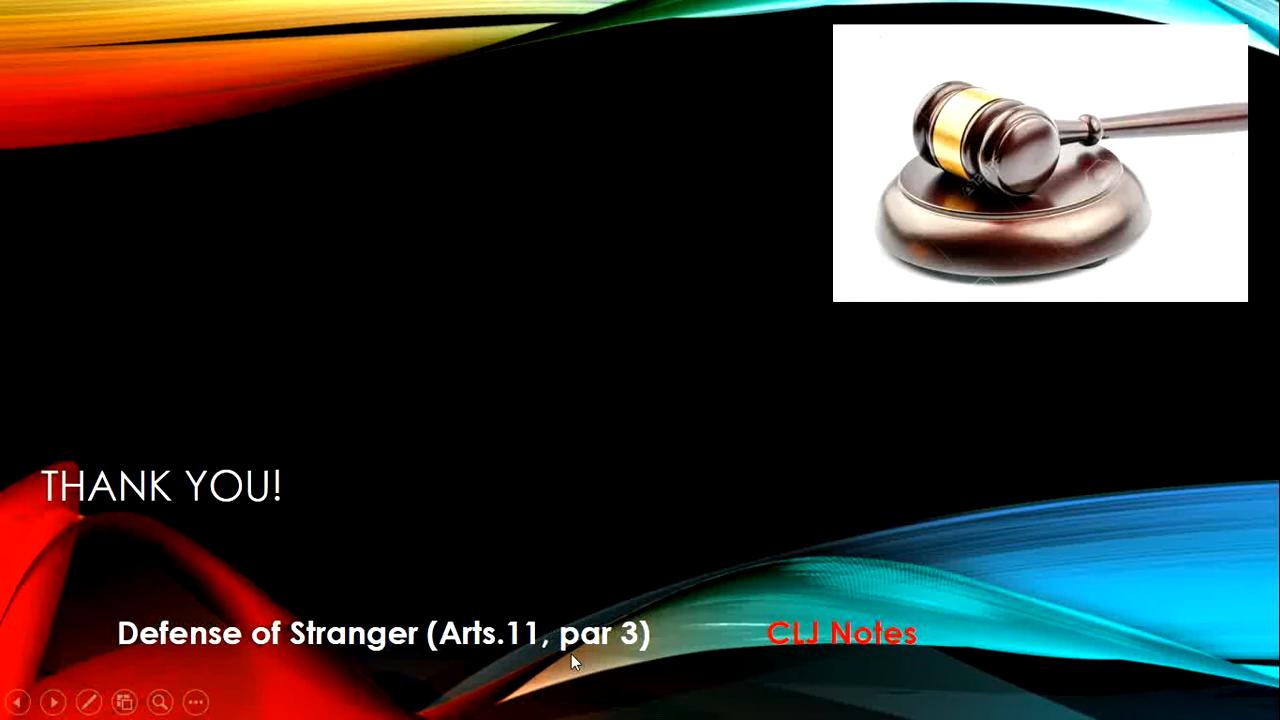 THANK YOU!
Defense of Stranger (Arts.11, par 3)
CLJ Notes